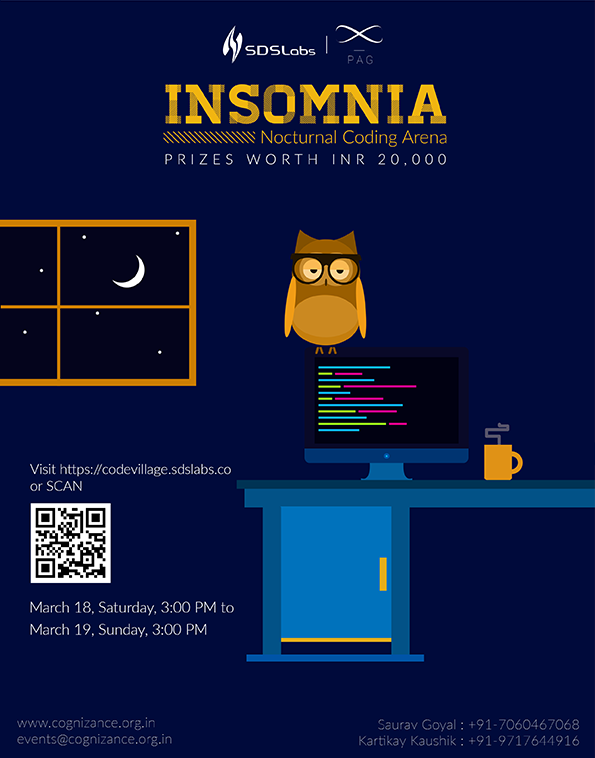 SDSLabs
PAG
INSOMNIA
Nocturnal Coding Arena
PRIZES WORTH INR 20,000
Visit https://codevillage.sdslabs.co
or SCAN
March 18, Saturday, 3:00 PM to
March 19, Sunday, 3:00 PM
www.cognizance.org.in
events@cognizance.org.in
Saurav Goyal : +91-7060467068
Kartikay Kaushik : +91-9717644916